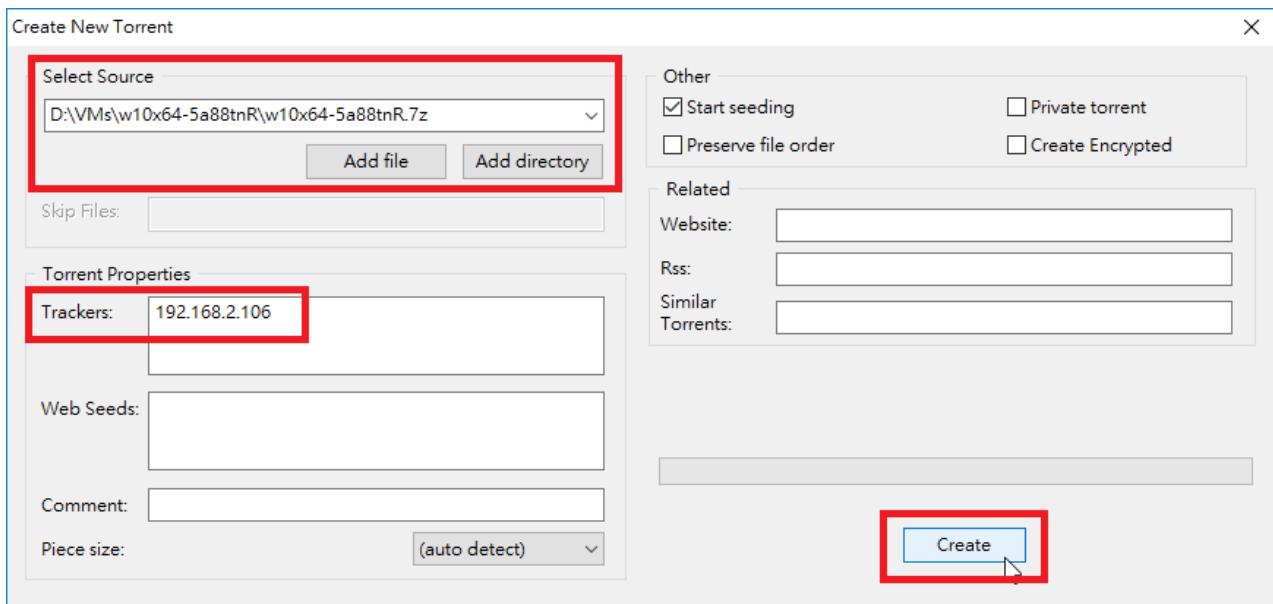 Create New Torrent
Select Source
D:\VMs\w10x64-5a88tnR\w10x64-5a88tnR.7z
Add file
Add directory
Skip Files:
Torrent Properties
Trackers: 192.168.2.106
Web Seeds:
Comment:
Piece size: (auto detect)
Other
Start seeding
Private torrent
Preserve file order
Create Encrypted
Related
Website:
Rss:
Similar
Torrents:
Create